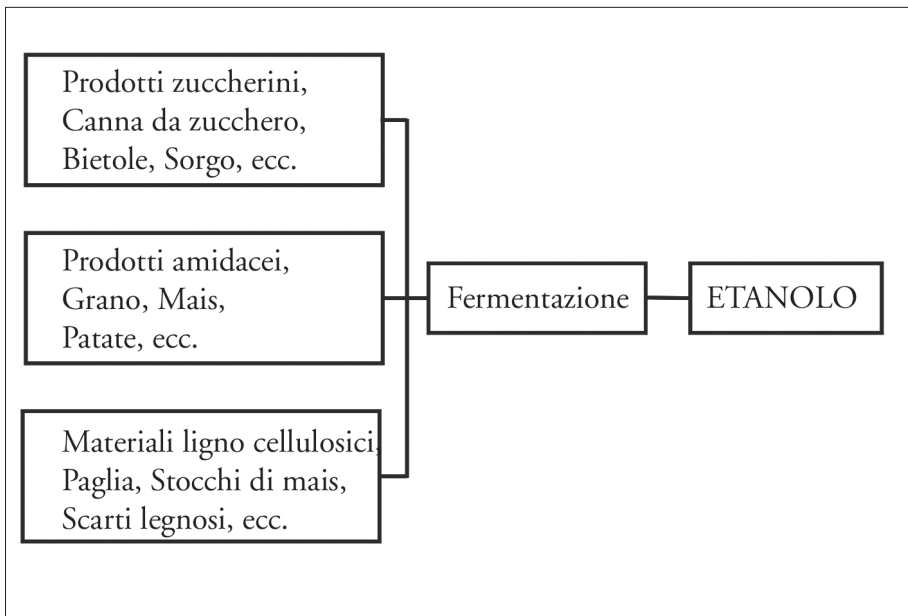 Prodotti zuccherini,
Canna da zucchero,
Bietole, Sorgo, ecc.
Prodotti amidacei,
Grano, Mais,
Patate, ecc.
Materiali ligno cellulosici,
Paglia, Stocchi di mais,
Scarti legnosi, ecc.
Fermentazione
ETANOLO